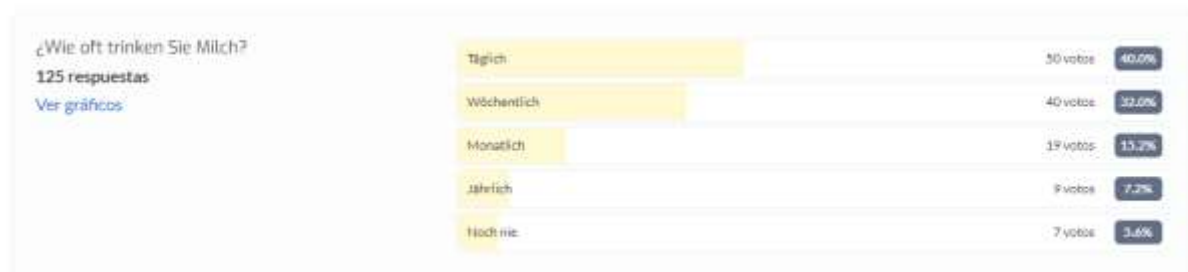 ¿Wie oft trinken Sie Milch?
125 respuestas
Ver gráficos
Täglich 50 votos 40.0%
Wöchentlich 40 votos 32.0%
Monatlich 19 votos 15.2%
Jährlich 9 votos 7.2%
Noch nie. 7 votos 5.6%